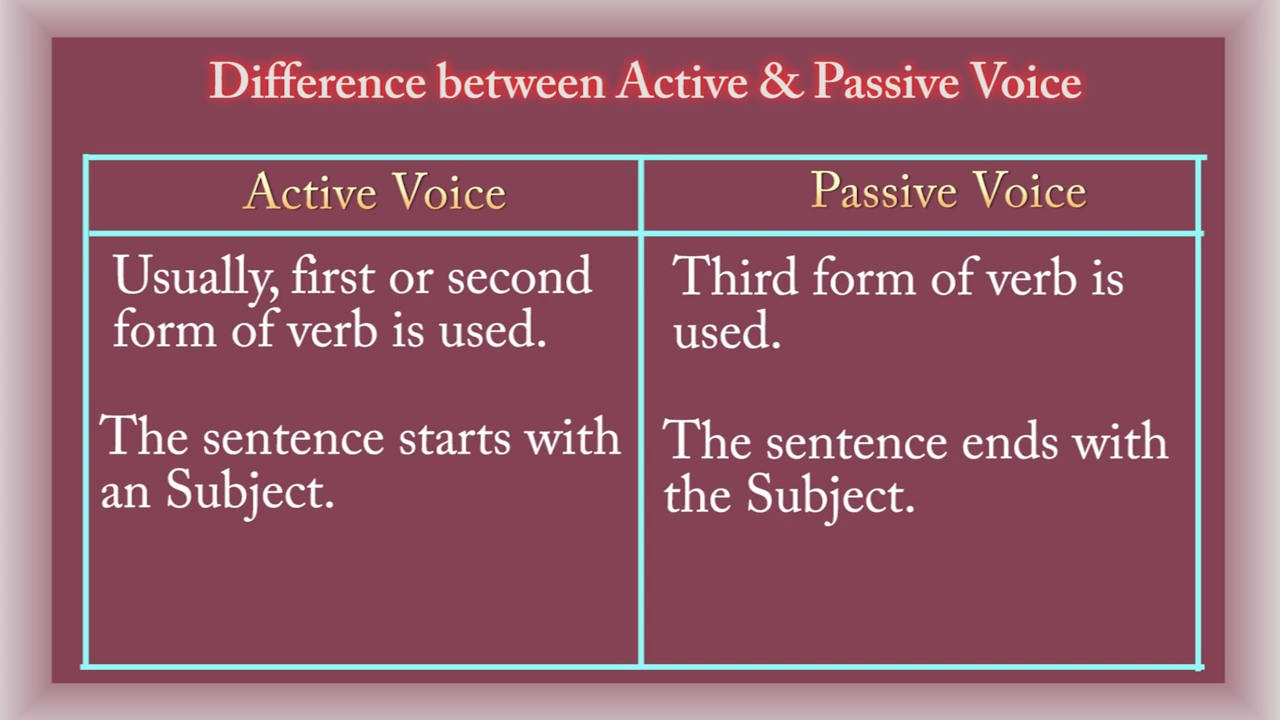 Difference between Active & Passive Voice
Active Voice
Passive Voice
Usually, first or second
form of verb is used.
The sentence starts with
an Subject.
Third form of verb is
used.
The sentence ends with
the Subject.